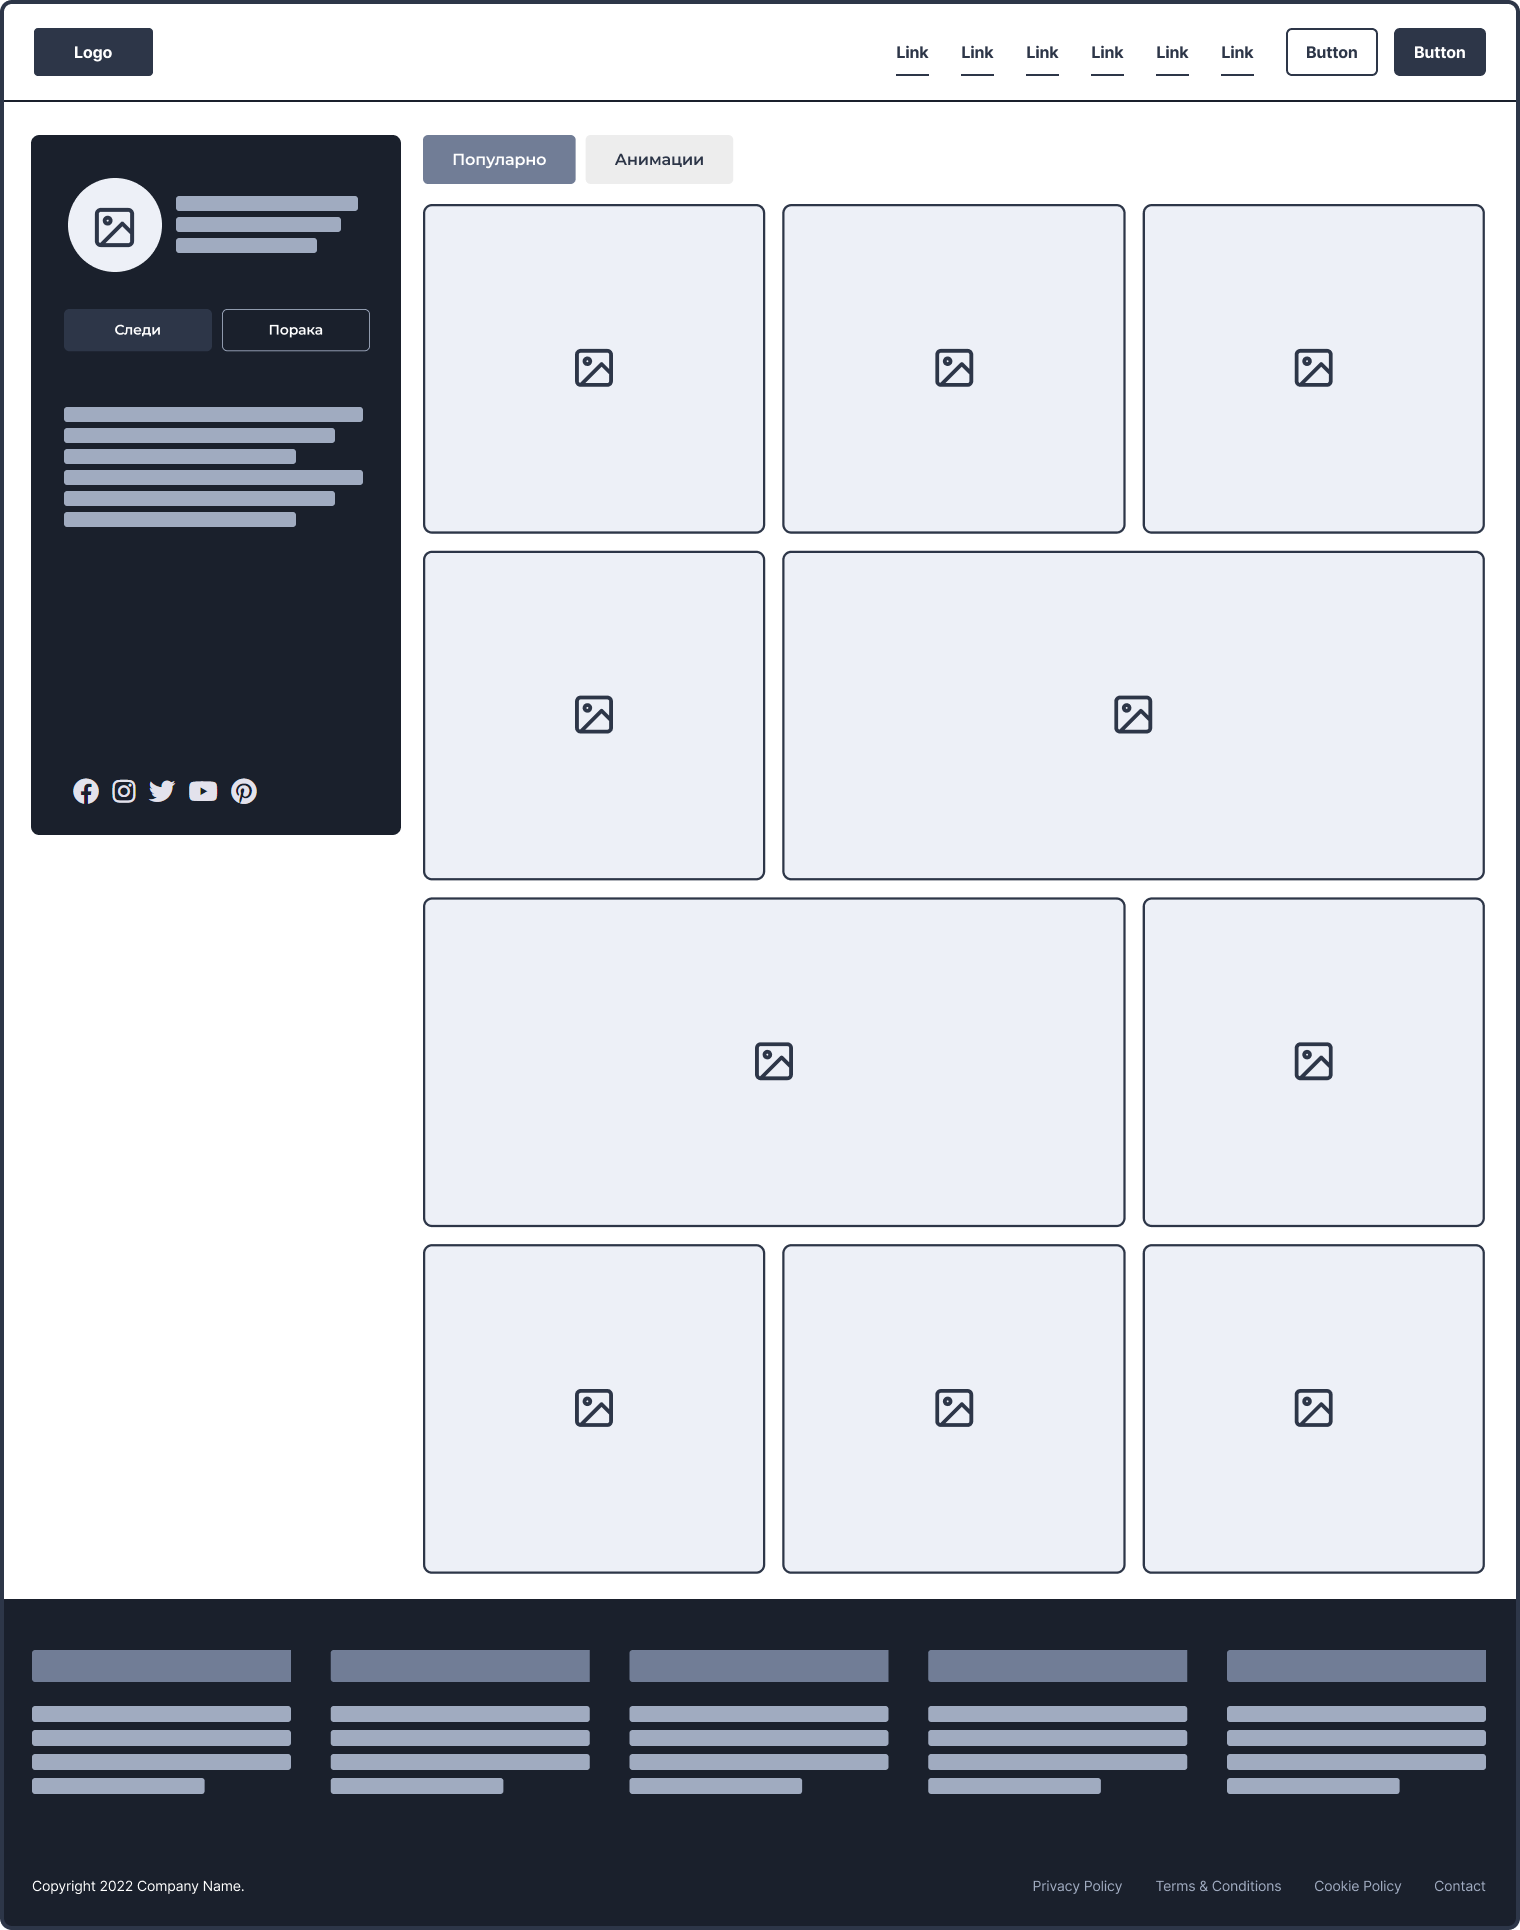 Logo
Link Link Link Link Link Link Button Button
Популарно Анимации
Следи Порака
Copyright 2022 Company Name.
Privacy Policy Terms & Conditions Cookie Policy Contact